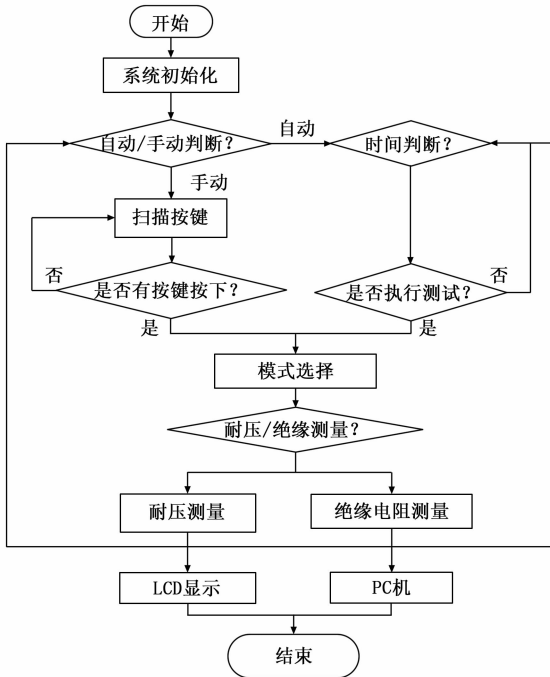 开始
系统初始化
自动/手动判断？
自动
时间判断？
手动
扫描按键
否
是否有按键按下？
是否执行测试？
否
是
是
模式选择
耐压/绝缘测量？
耐压测量
绝缘电阻测量
LCD显示
PC机
结束